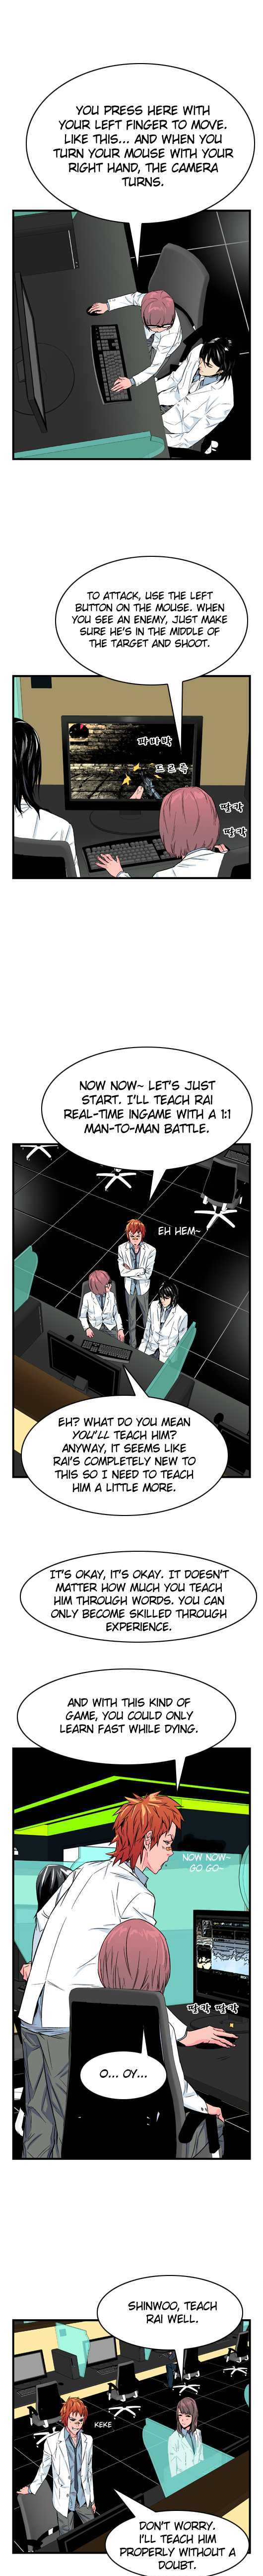 YOU PRESS HERE WITH
YOUR LEFT FINGER TO MOVE.
LIKE THIS... AND WHEN YOU
TURN YOUR MOUSE WITH YOUR
RIGHT HAND, THE CAMERA
TURNS.
TO ATTACK, USE THE LEFT
BUTTON ON THE MOUSE. WHEN
YOU SEE AN ENEMY, JUST MAKE
SURE HE'S IN THE MIDDLE OF
THE TARGET AND SHOOT.
파바박
드르륵
딸칵
딸칵
NOW NOW~ LET'S JUST
START. I'LL TEACH RAI
REAL-TIME INGAME WITH A 1:1
MAN-TO-MAN BATTLE.
EH HEM~
EH? WHAT DO YOU MEAN
YOU'LL TEACH HIM?
ANYWAY, IT SEEMS LIKE
RAI'S COMPLETELY NEW TO
THIS SO I NEED TO TEACH
HIM A LITTLE MORE.
IT'S OKAY, IT'S OKAY. IT DOESN'T
MATTER HOW MUCH YOU TEACH
HIM THROUGH WORDS. YOU CAN
ONLY BECOME SKILLED THROUGH
EXPERIENCE.
AND WITH THIS KIND OF
GAME, YOU COULD ONLY
LEARN FAST WHILE DYING.
NOW NOW~
GO GO~
딸칵 딸칵
O... OY...
SHINWOO, TEACH
RAI WELL.
KEKE
DON'T WORRY.
I'LL TEACH HIM
PROPERLY WITHOUT A
DOUBT.